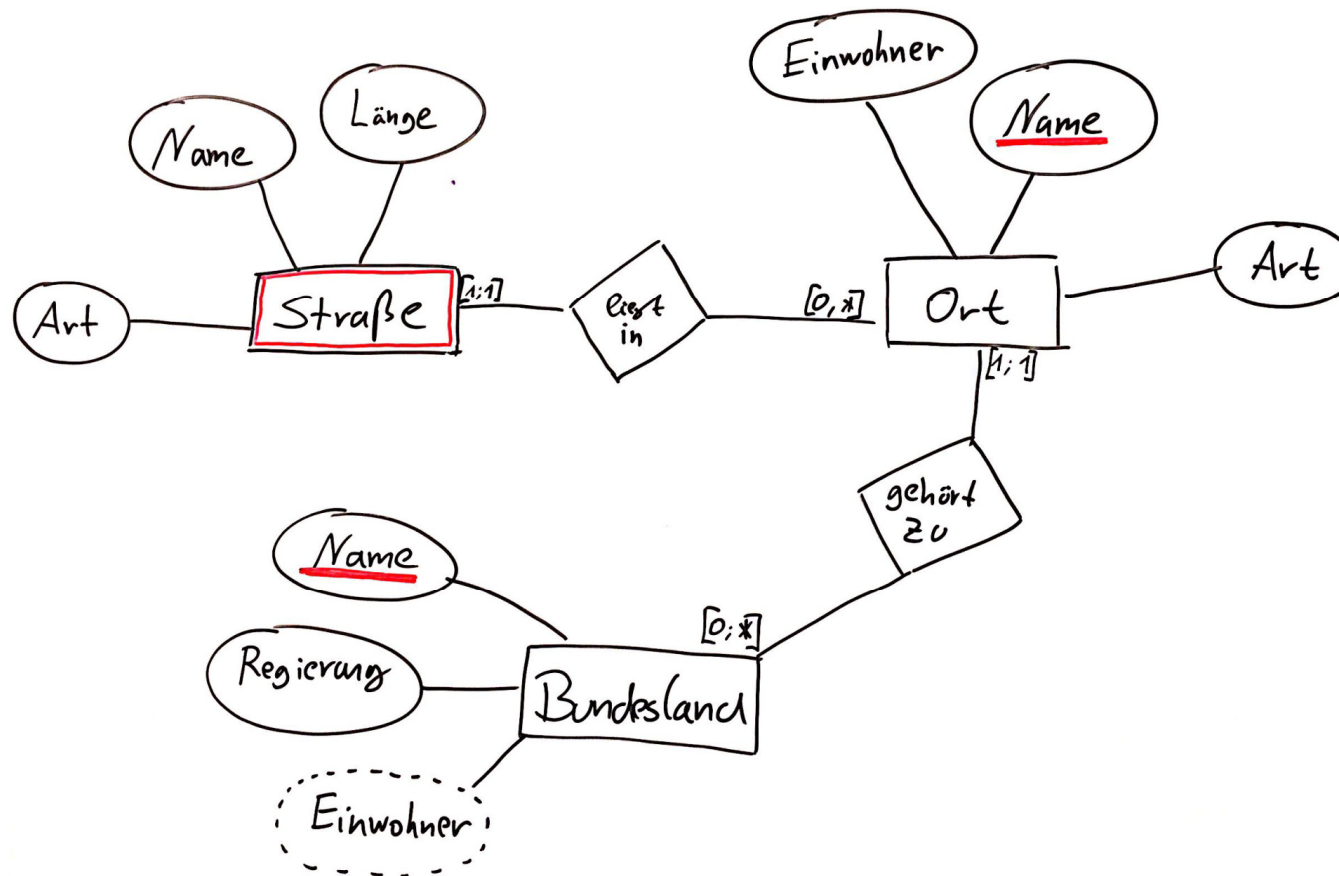 Einwohner
Länge
Name
Name
Art
Straße
[1;1]
liegt
in
[0,*]
Ort
Art
[1;1]
gehört
zu
Name
[0;*]
Regierung
Bundesland
Einwohner